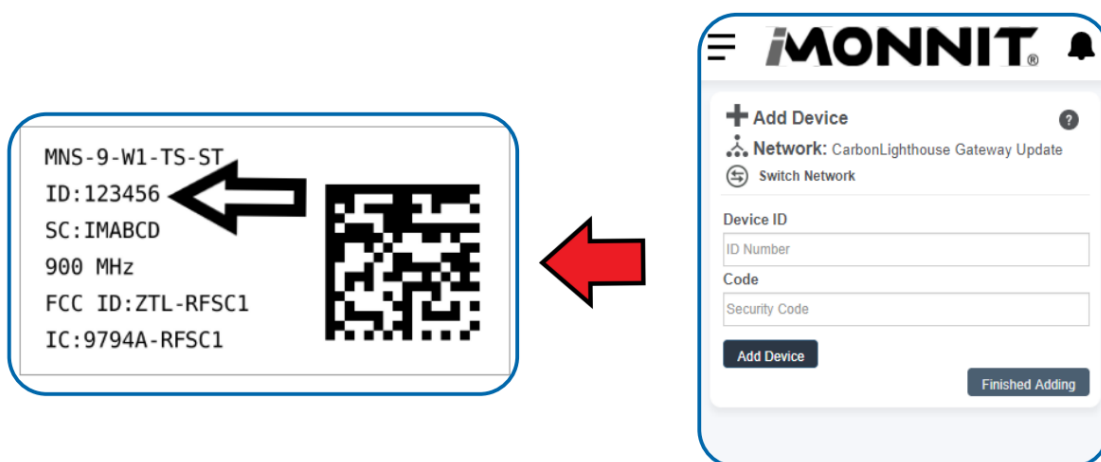 MNS-9-W1-TS-ST
ID:123456
SC:IMABCD
900 MHz
FCC ID:ZTL-RFSC1
IC:9794A-RFSC1
iMONNIT®
Add Device
?
Network: CarbonLighthouse Gateway Update
Switch Network
Device ID
ID Number
Code
Security Code
Add Device
Finished Adding